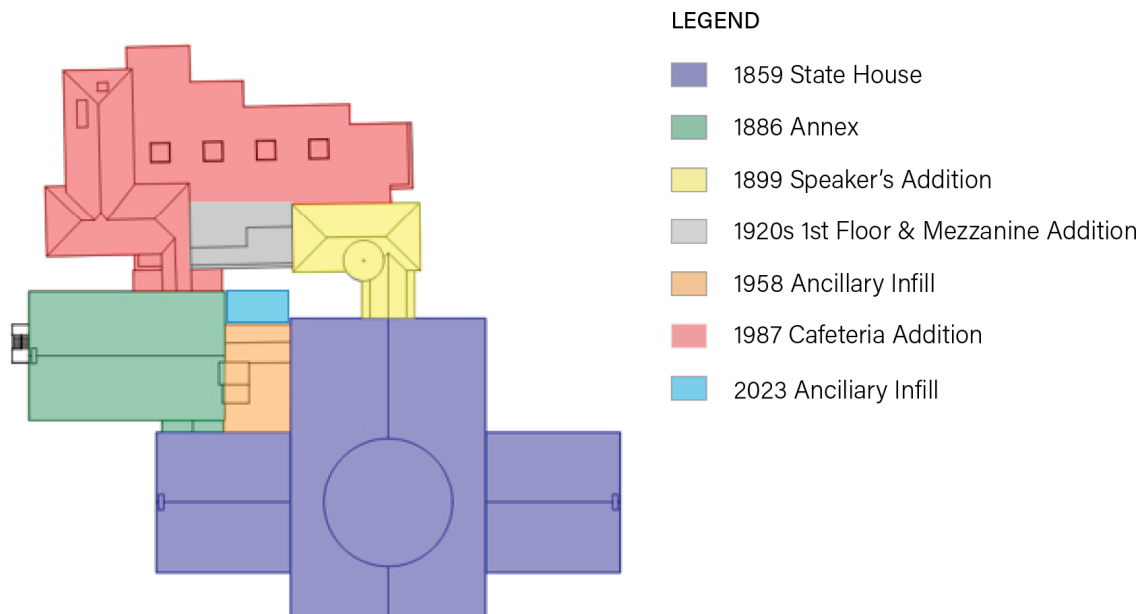 LEGEND
1859 State House
1886 Annex
1899 Speaker's Addition
1920s 1st Floor & Mezzanine Addition
1958 Ancillary Infill
1987 Cafeteria Addition
2023 Anciliary Infill